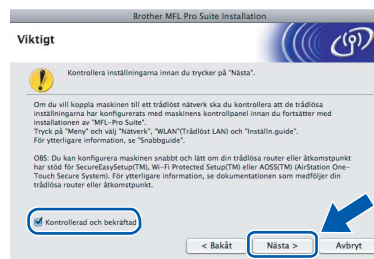 Brother MFL Pro Suite Installation
Viktigt
Kontrollera inställningarna innan du trycker på "Nästa".
Om du vill koppla maskinen till ett trådlöst nätverk ska du kontrollera att de trådlösa
inställningarna har konfigurerats med maskinens kontrollpanel innan du fortsätter med
installationen av "MFL-Pro Suite".
Tryck på "Meny" och välj "Nätverk", "WLAN"(Trådlöst LAN) och "Installn.guide".
För ytterligare information, se "Snabbguide".
OBS: Du kan konfigurera maskinen snabbt och lätt om din trådlösa router eller åtkomstpunkt
har stöd för SecureEasySetup(TM), Wi-Fi Protected Setup(TM) eller AOSS(TM) (AirStation One-
Touch Secure System). För ytterligare information, se dokumentationen som medföljer din
trådlösa router eller åtkomstpunkt.
Kontrollerad och bekräftad
< Bakåt Nästa > Avbryt